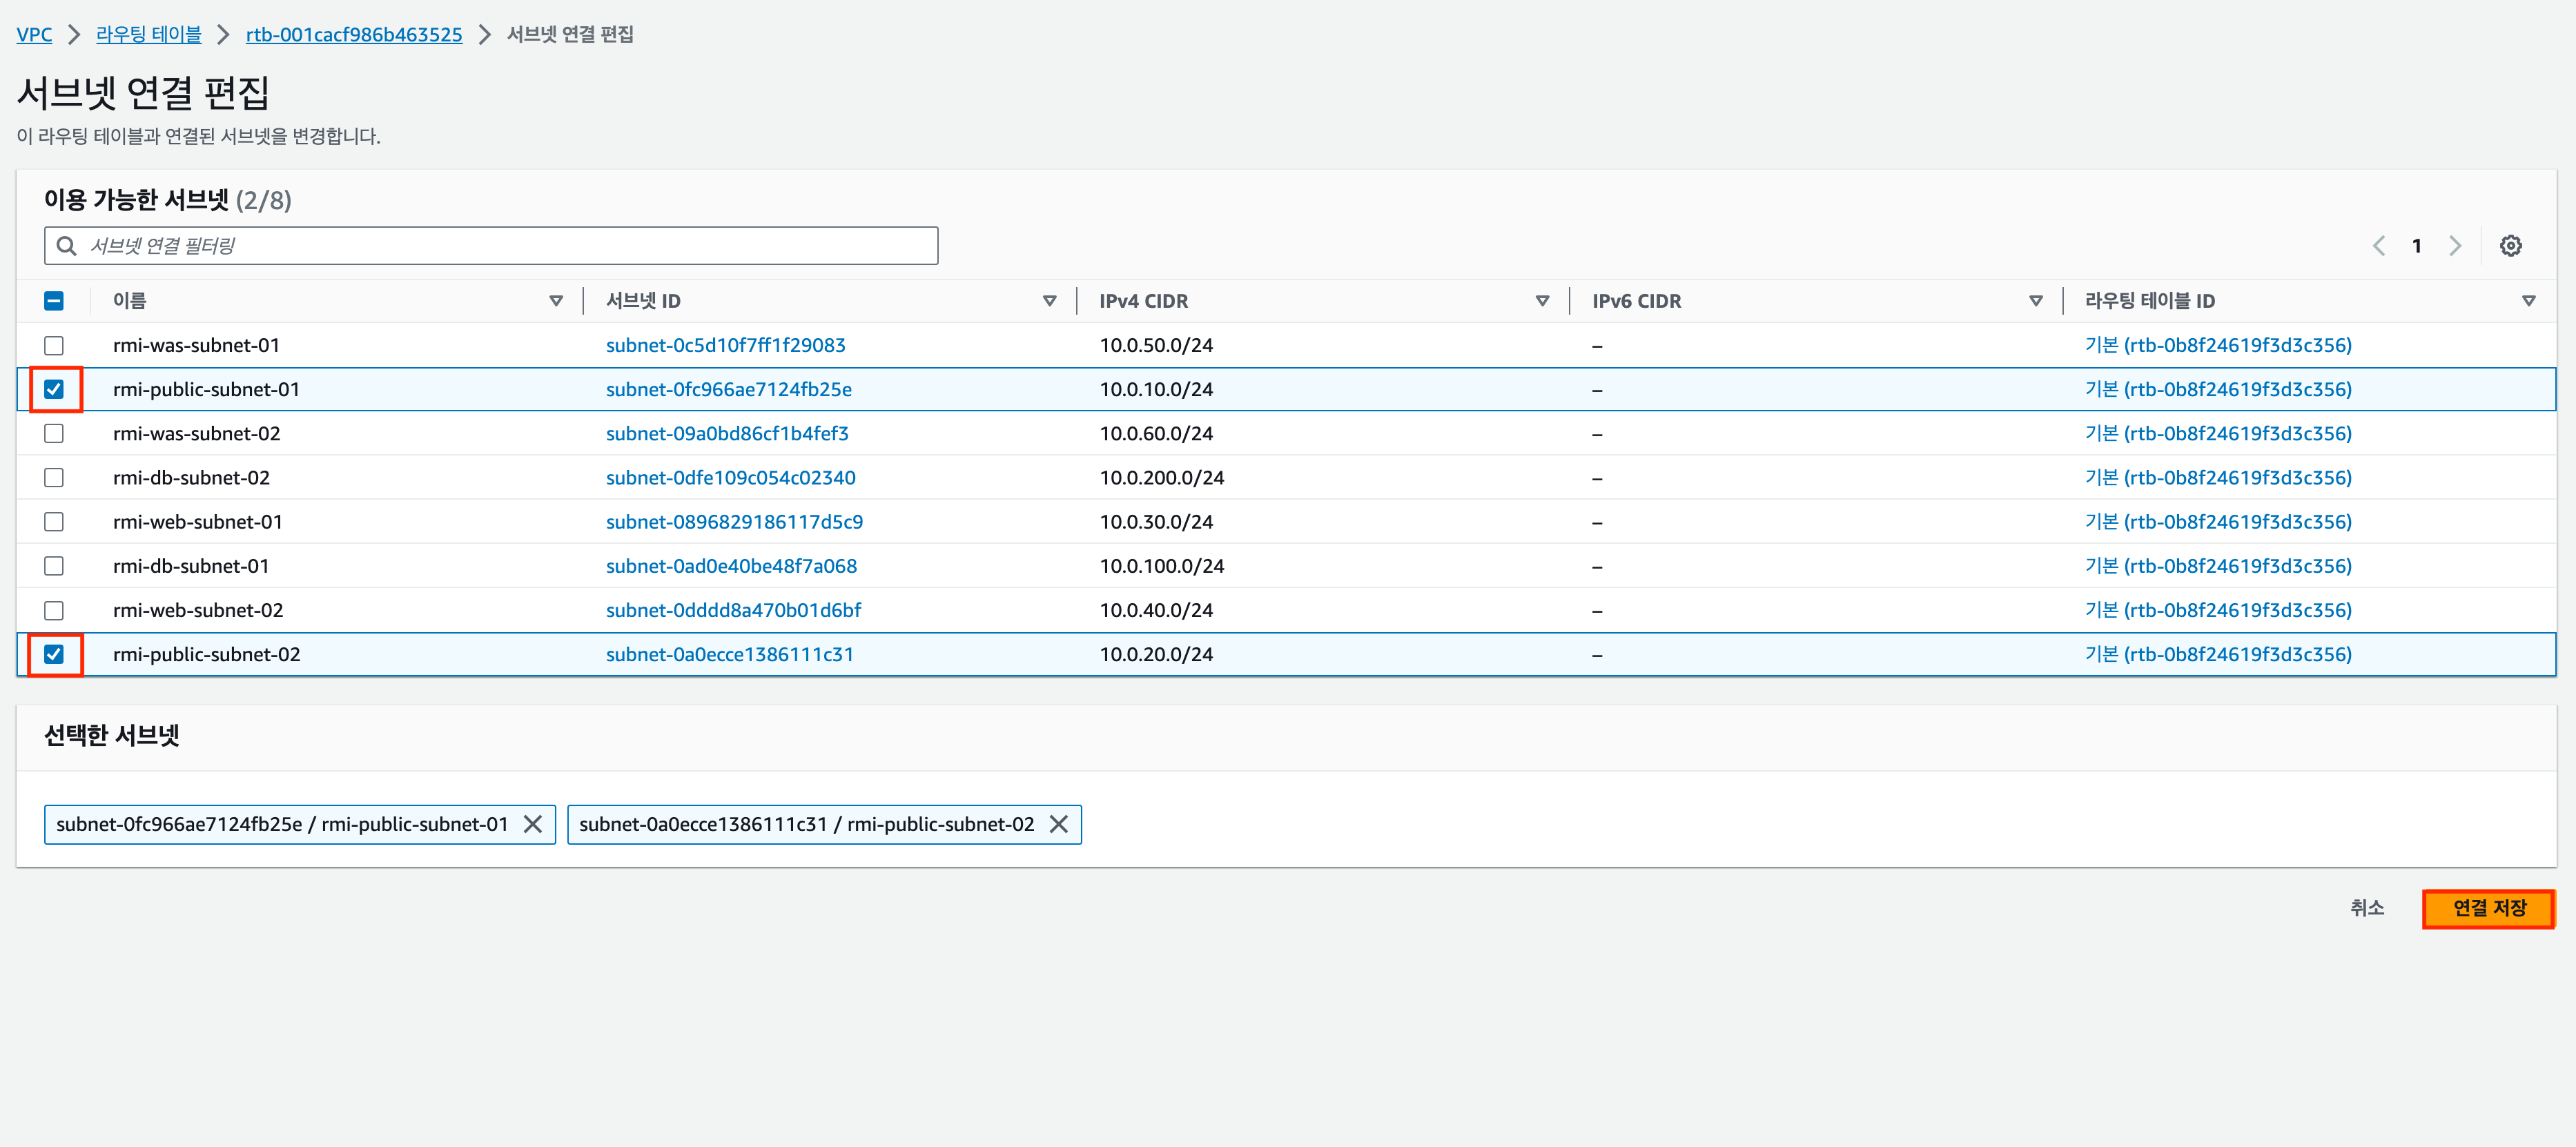 VPC > 라우팅 테이블 > rtb-001cacf986b463525 > 서브넷 연결 편집
서브넷 연결 편집
이 라우팅 테이블과 연결된 서브넷을 변경합니다.
이용 가능한 서브넷 (2/8)
서브넷 연결 필터링
1
이름 서브넷 ID IPv4 CIDR IPv6 CIDR 라우팅 테이블 ID
rmi-was-subnet-01 subnet-0c5d10f7ff1f29083 10.0.50.0/24 – 기본 (rtb-0b8f24619f3d3c356)
rmi-public-subnet-01 subnet-0fc966ae7124fb25e 10.0.10.0/24 – 기본 (rtb-0b8f24619f3d3c356)
rmi-was-subnet-02 subnet-09a0bd86cf1b4fef3 10.0.60.0/24 – 기본 (rtb-0b8f24619f3d3c356)
rmi-db-subnet-02 subnet-0dfe109c054c02340 10.0.200.0/24 – 기본 (rtb-0b8f24619f3d3c356)
rmi-web-subnet-01 subnet-0896829186117d5c9 10.0.30.0/24 – 기본 (rtb-0b8f24619f3d3c356)
rmi-db-subnet-01 subnet-0ad0e40be48f7a068 10.0.100.0/24 – 기본 (rtb-0b8f24619f3d3c356)
rmi-web-subnet-02 subnet-0dddd8a470b01d6bf 10.0.40.0/24 – 기본 (rtb-0b8f24619f3d3c356)
rmi-public-subnet-02 subnet-0a0ecce1386111c31 10.0.20.0/24 – 기본 (rtb-0b8f24619f3d3c356)
선택한 서브넷
subnet-0fc966ae7124fb25e / rmi-public-subnet-01 subnet-0a0ecce1386111c31 / rmi-public-subnet-02
취소 연결 저장